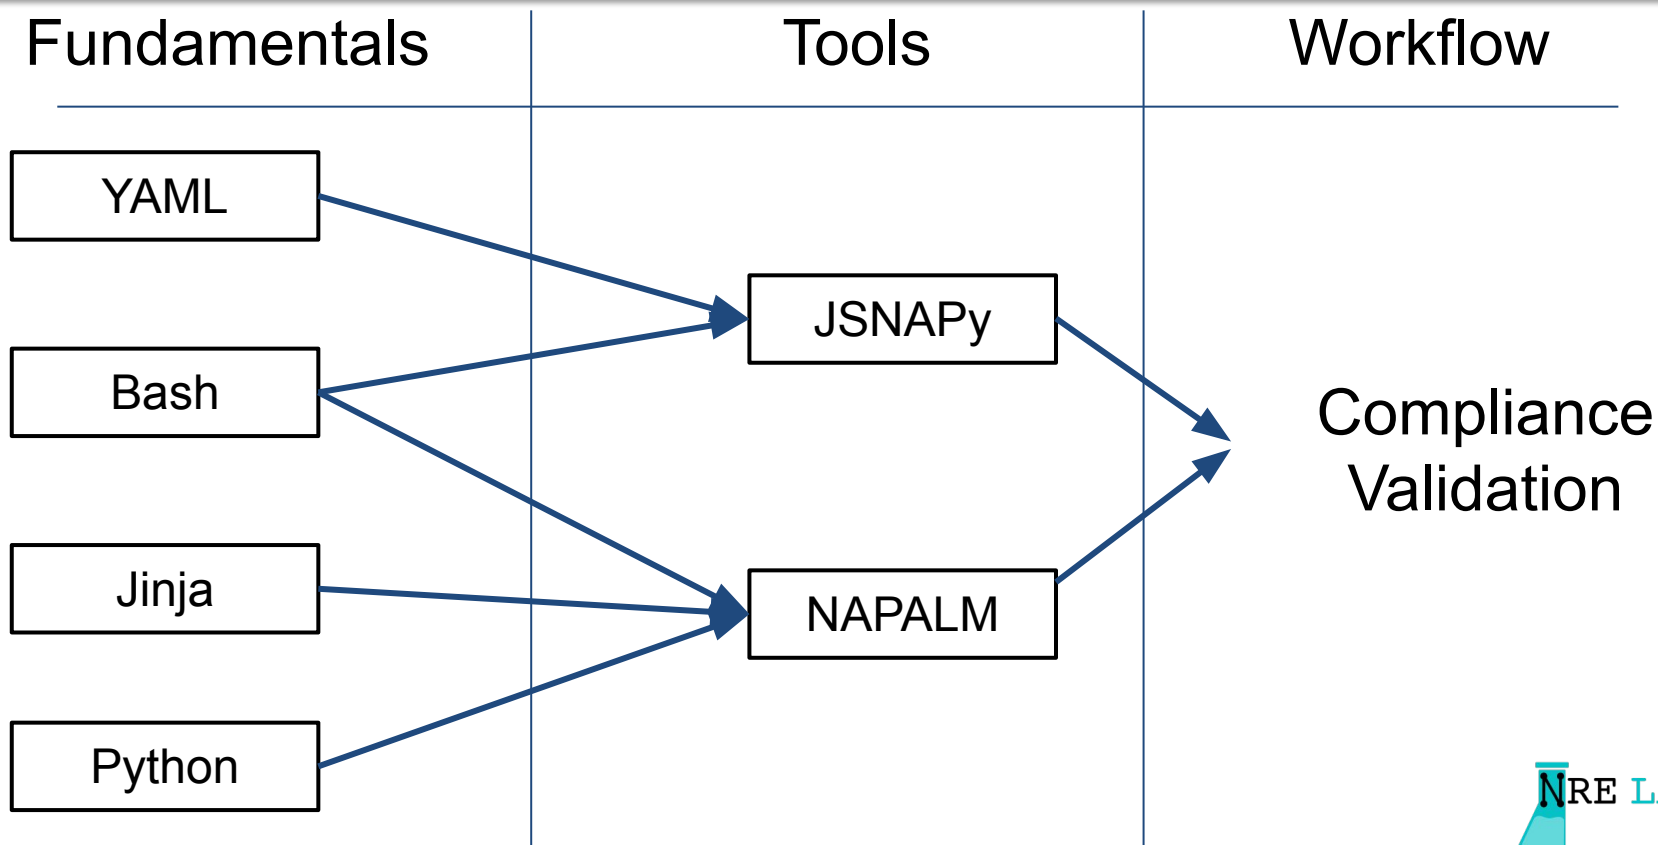 Fundamentals
Tools
Workflow
YAML
Bash
Jinja
Python
JSNAPy
NAPALM
Compliance
Validation
NRE